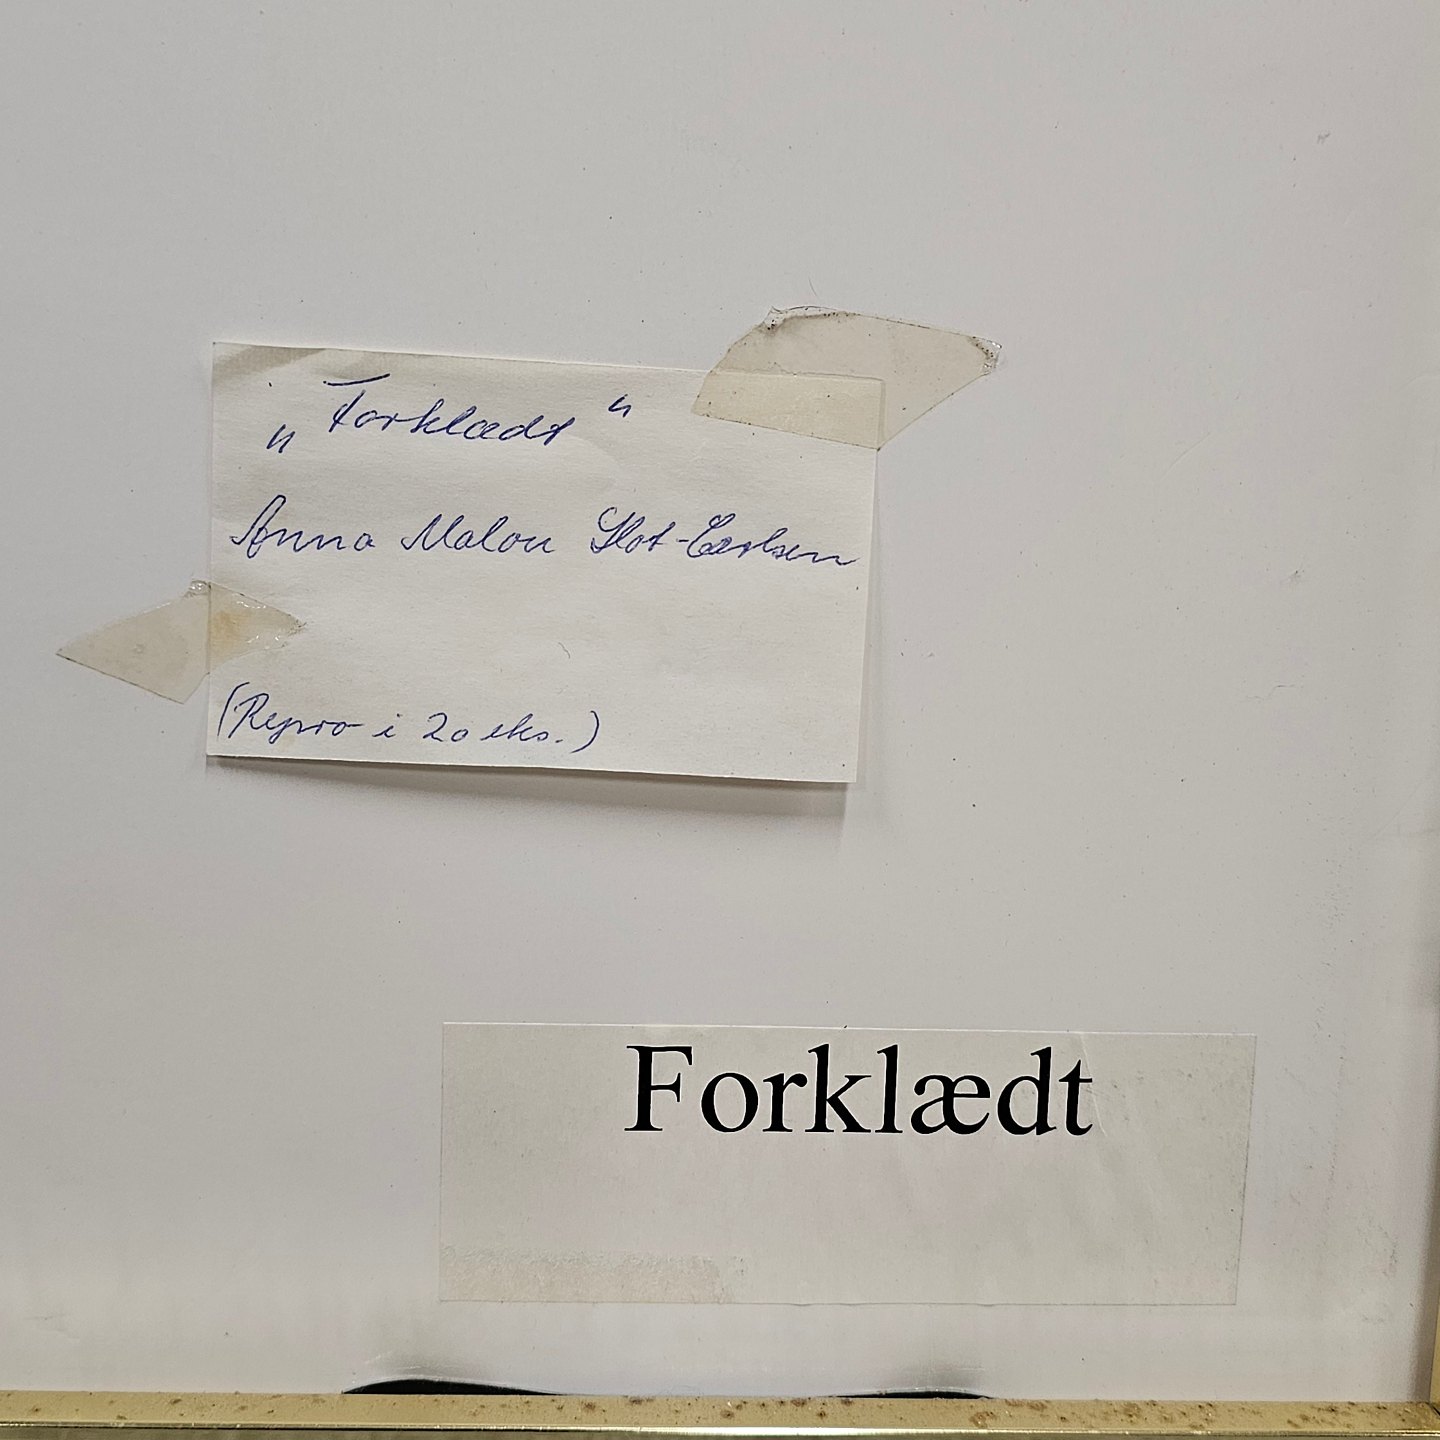 „Forklædt"
Anna Malou Slot-Carlsen
(Repro i 20 eks.)
Forklædt